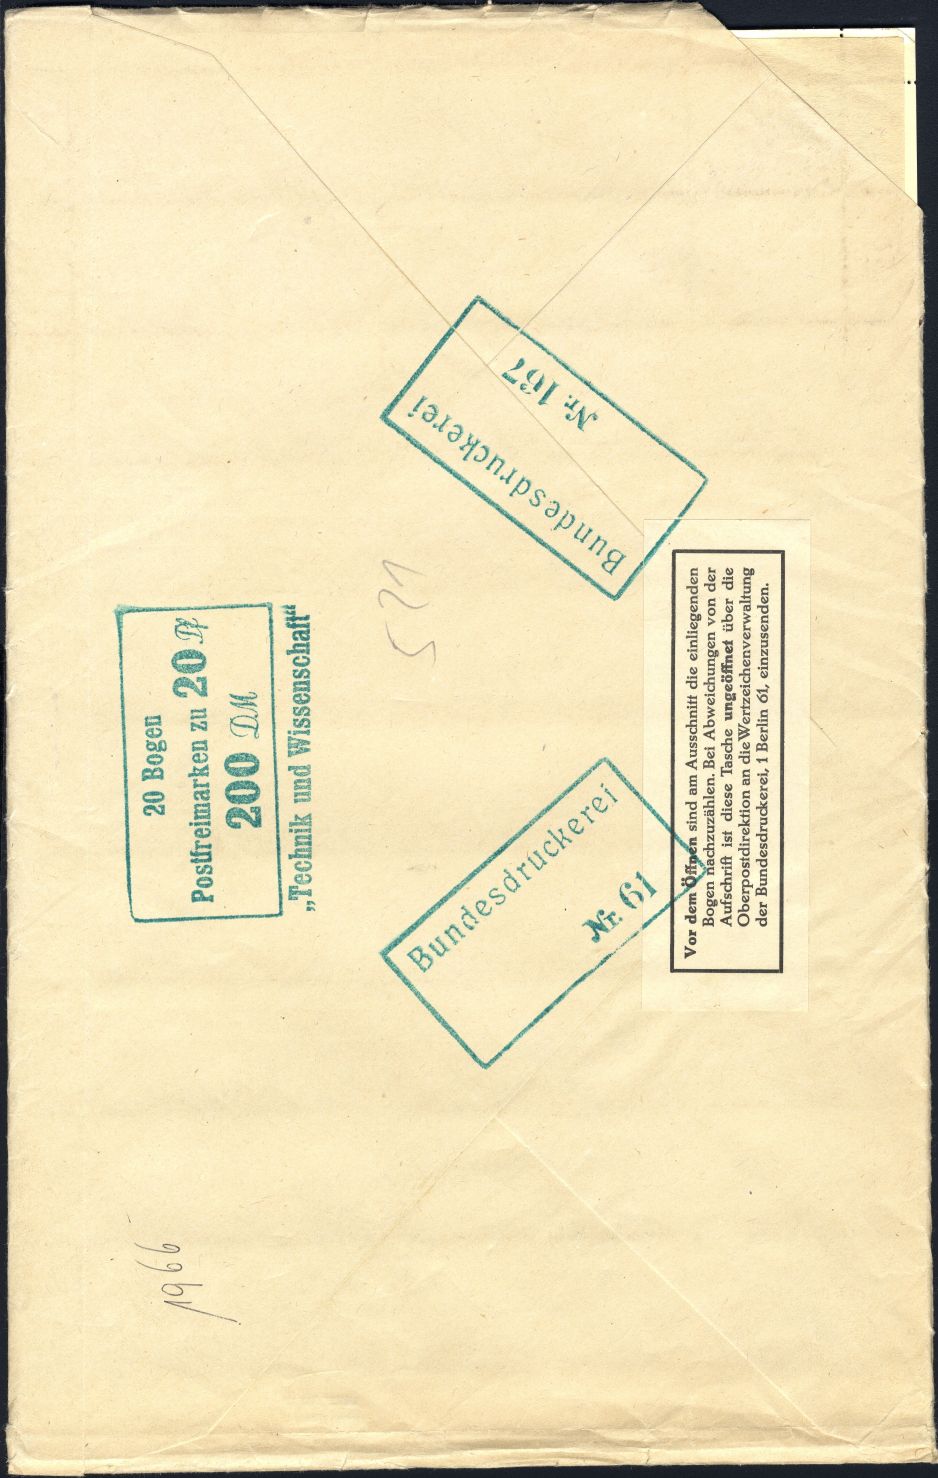 20 Bogen
Postfreimarken zu 20 Pf
200 DM
„Technik und Wissenschaft“
521
Bundesdruckerei
Nr. 167
Bundesdruckerei
Nr. 61
Vor dem Öffnen sind am Ausschnitt die einliegenden
Bogen nachzuzählen. Bei Abweichungen von der
Aufschrift ist diese Tasche ungeöffnet über die
Oberpostdirektion an die Wertzeichenverwaltung
der Bundesdruckerei, 1 Berlin 61, einzusenden.
1966